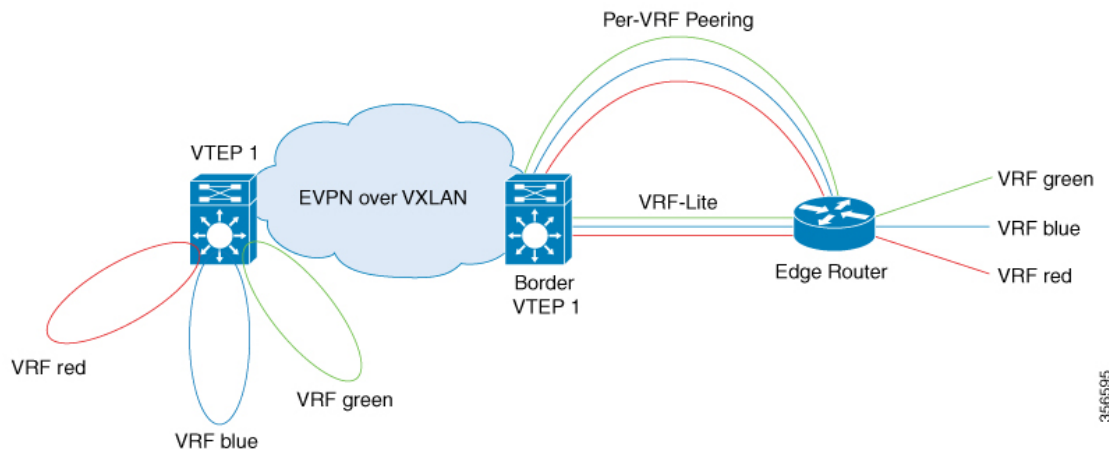 Per-VRF Peering
VTEP 1
EVPN over VXLAN
VRF-Lite
VRF green
VRF blue
VRF red
Edge Router
Border
VTEP 1
VRF red
VRF green
VRF blue
356595